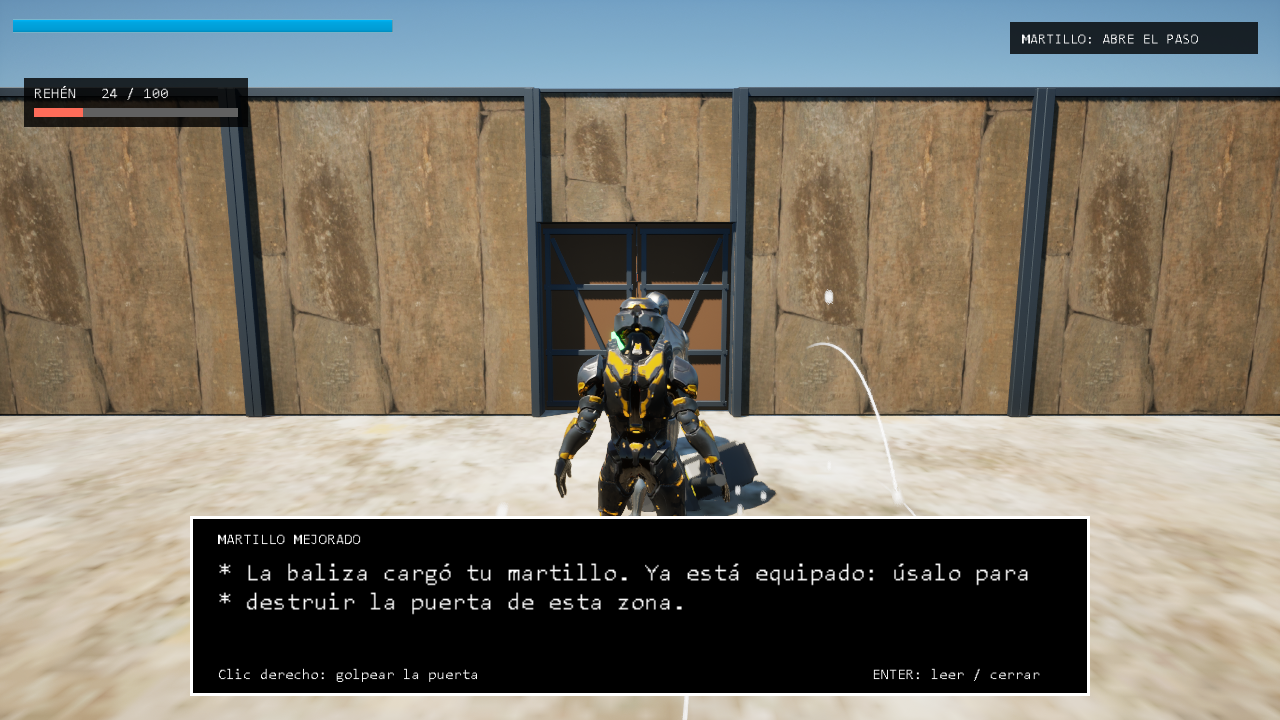 MARTILLO: ABRE EL PASO
REHÉN 24 / 100
MARTILLO MEJORADO
* La baliza cargó tu martillo. Ya está equipado: úsalo para
* destruir la puerta de esta zona.
Clic derecho: golpear la puerta
ENTER: leer / cerrar